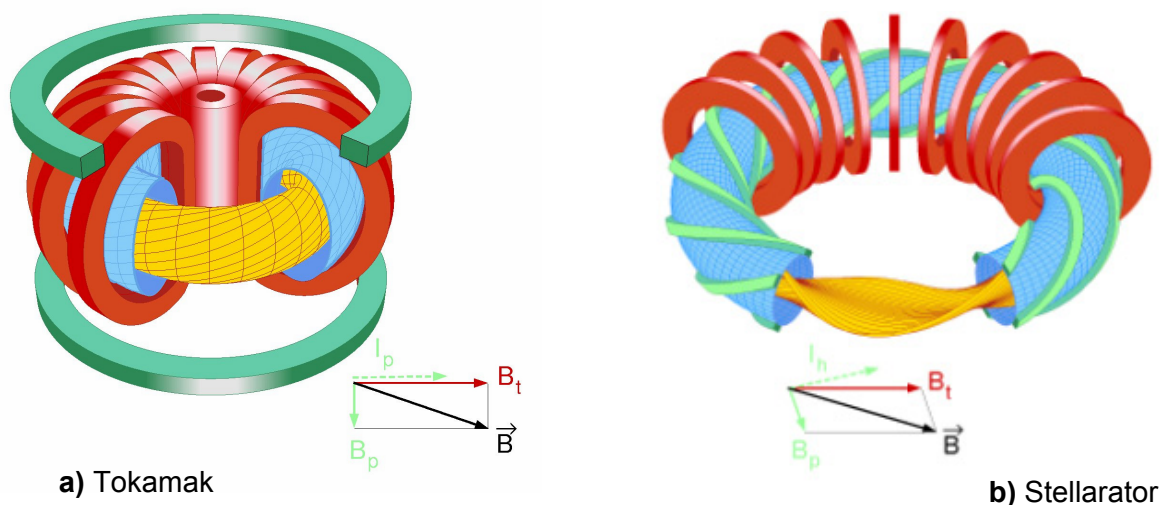 I_p
B_t
B_p
B⃗
a) Tokamak
I_h
B_t
B_p
B⃗
b) Stellarator